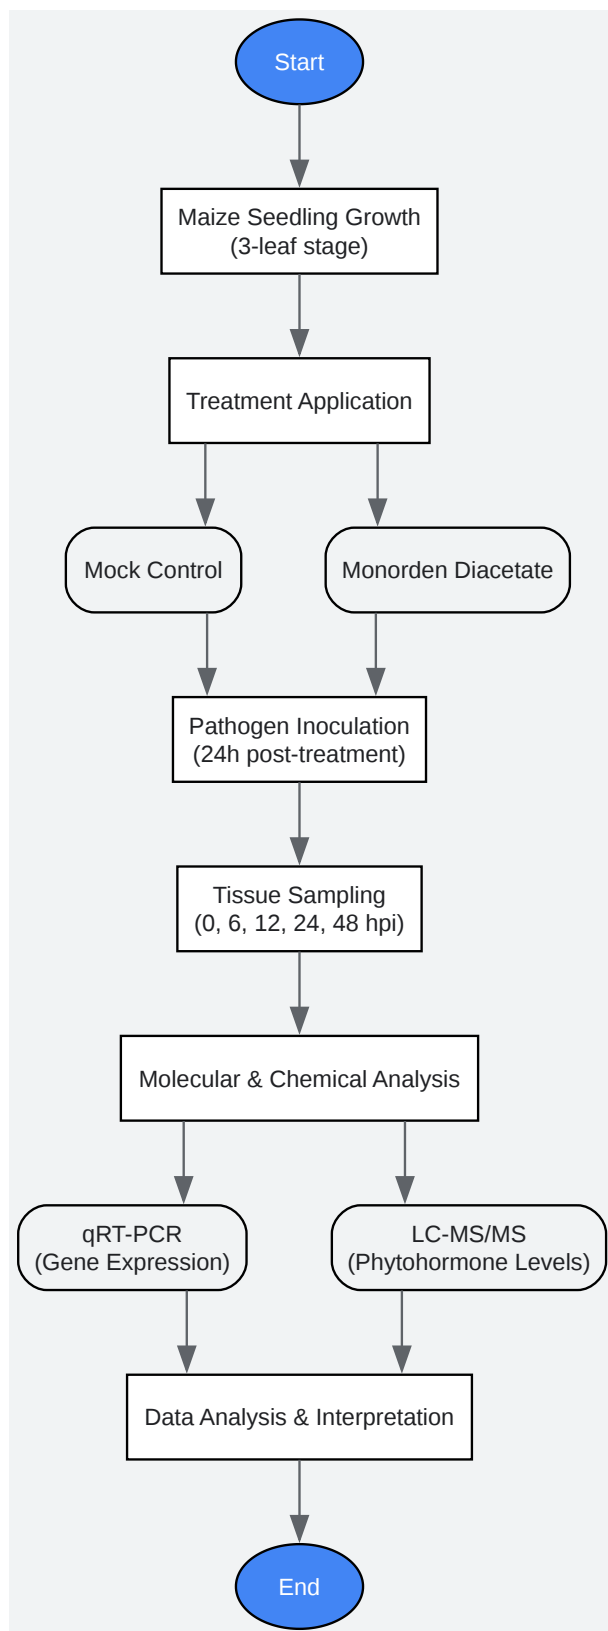 Start
Maize Seedling Growth
(3-leaf stage)
Treatment Application
Mock Control
Monorden Diacetate
Pathogen Inoculation
(24h post-treatment)
Tissue Sampling
(0, 6, 12, 24, 48 hpi)
Molecular & Chemical Analysis
qRT-PCR
(Gene Expression)
LC-MS/MS
(Phytohormone Levels)
Data Analysis & Interpretation
End